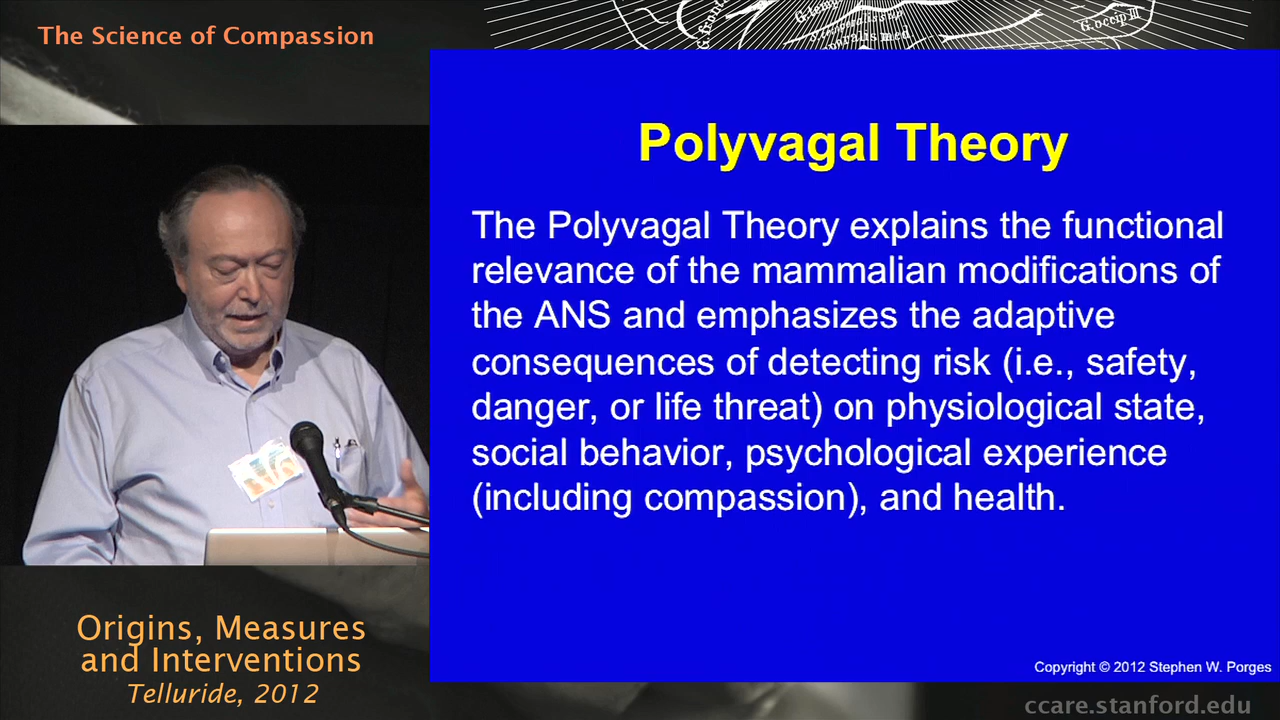 The Science of Compassion
G.occip III
Polyvagal Theory
The Polyvagal Theory explains the functional
relevance of the mammalian modifications of
the ANS and emphasizes the adaptive
consequences of detecting risk (i.e., safety,
danger, or life threat) on physiological state,
social behavior, psychological experience
(including compassion), and health.
Origins, Measures
and Interventions
Telluride, 2012
Copyright © 2012 Stephen W. Porges
ccare.stanford.edu